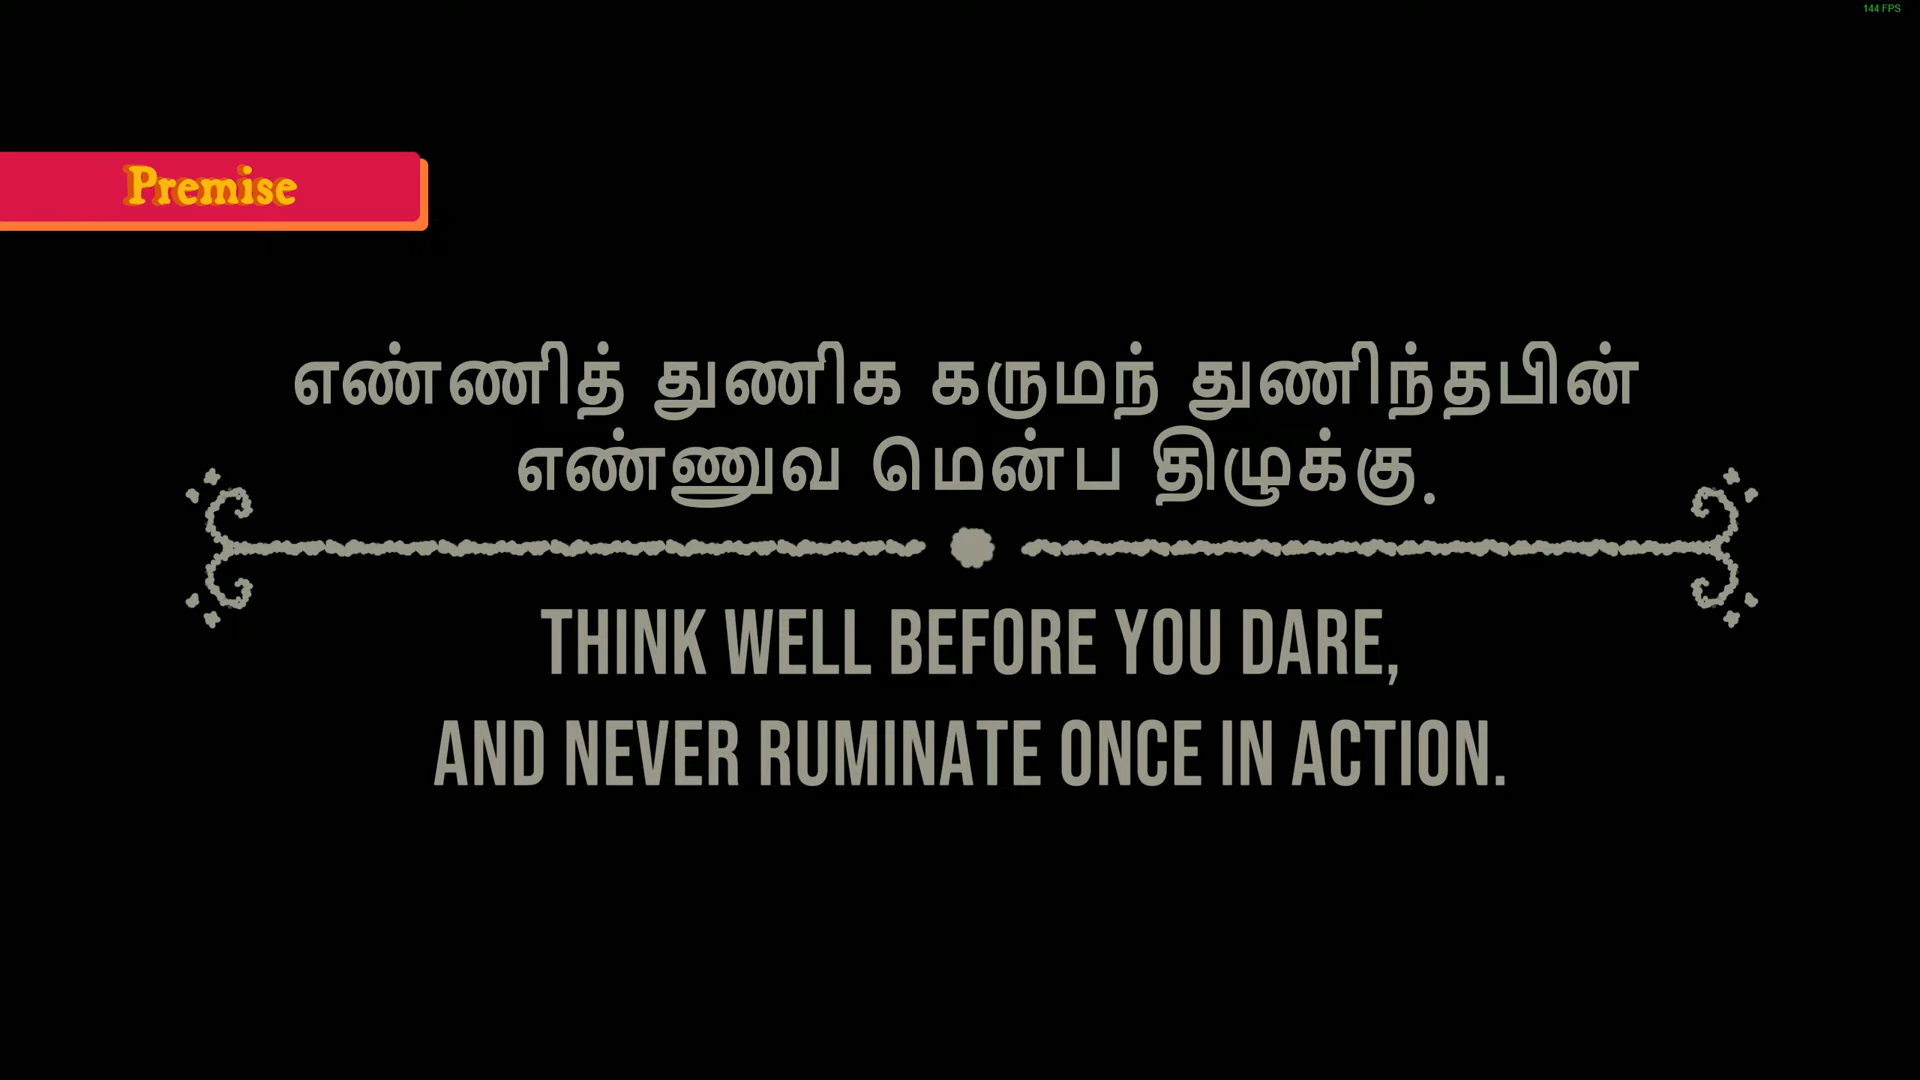 144 FPS
Premise
எண்ணித் துணிக கருமந் துணிந்தபின்
எண்ணுவ மென்ப திழுக்கு.
THINK WELL BEFORE YOU DARE,
AND NEVER RUMINATE ONCE IN ACTION.